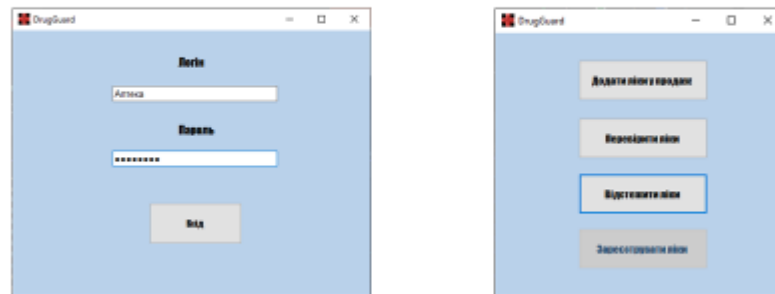 DrugGuard
Логін
Аптека
Пароль
Вхід
DrugGuard
Додати ліки у продаж
Перевірити ліки
Відстежити ліки
Зареєструвати ліки